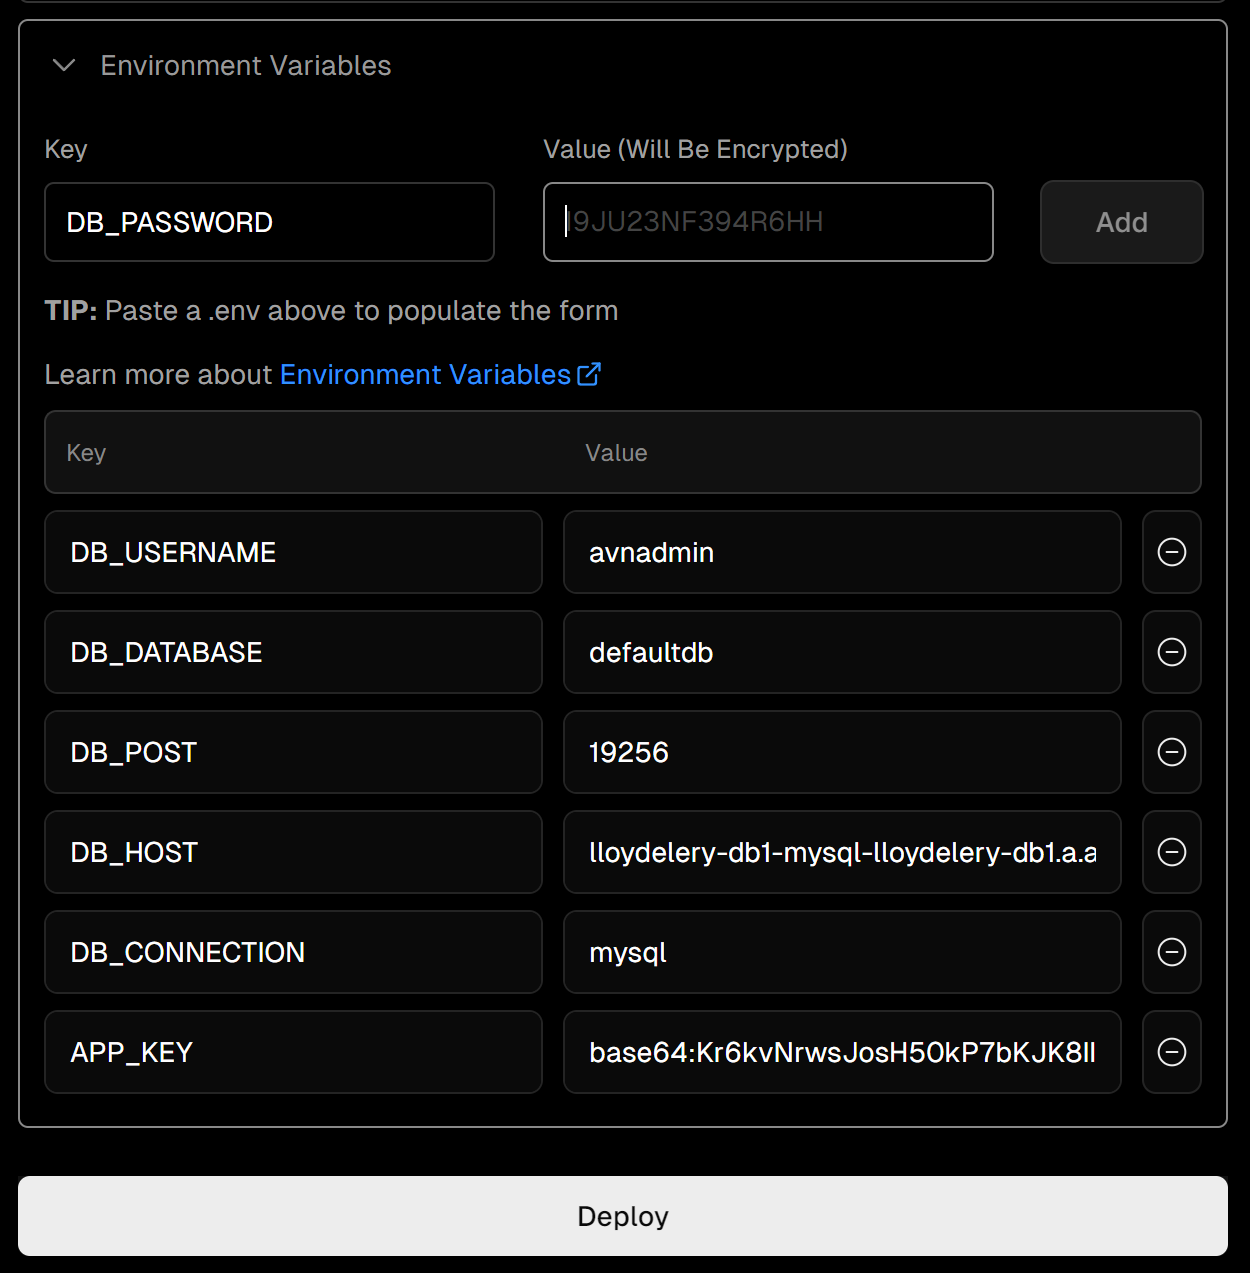 Environment Variables
Key
Value (Will Be Encrypted)
DB_PASSWORD
I9JU23NF394R6HH
Add
TIP: Paste a .env above to populate the form
Learn more about Environment Variables
Key
Value
DB_USERNAME
avnadmin
DB_DATABASE
defaultdb
DB_POST
19256
DB_HOST
lloydelery-db1-mysql-lloydelery-db1.a.a
DB_CONNECTION
mysql
APP_KEY
base64:Kr6kvNrwsJosH50kP7bKJK8II
Deploy